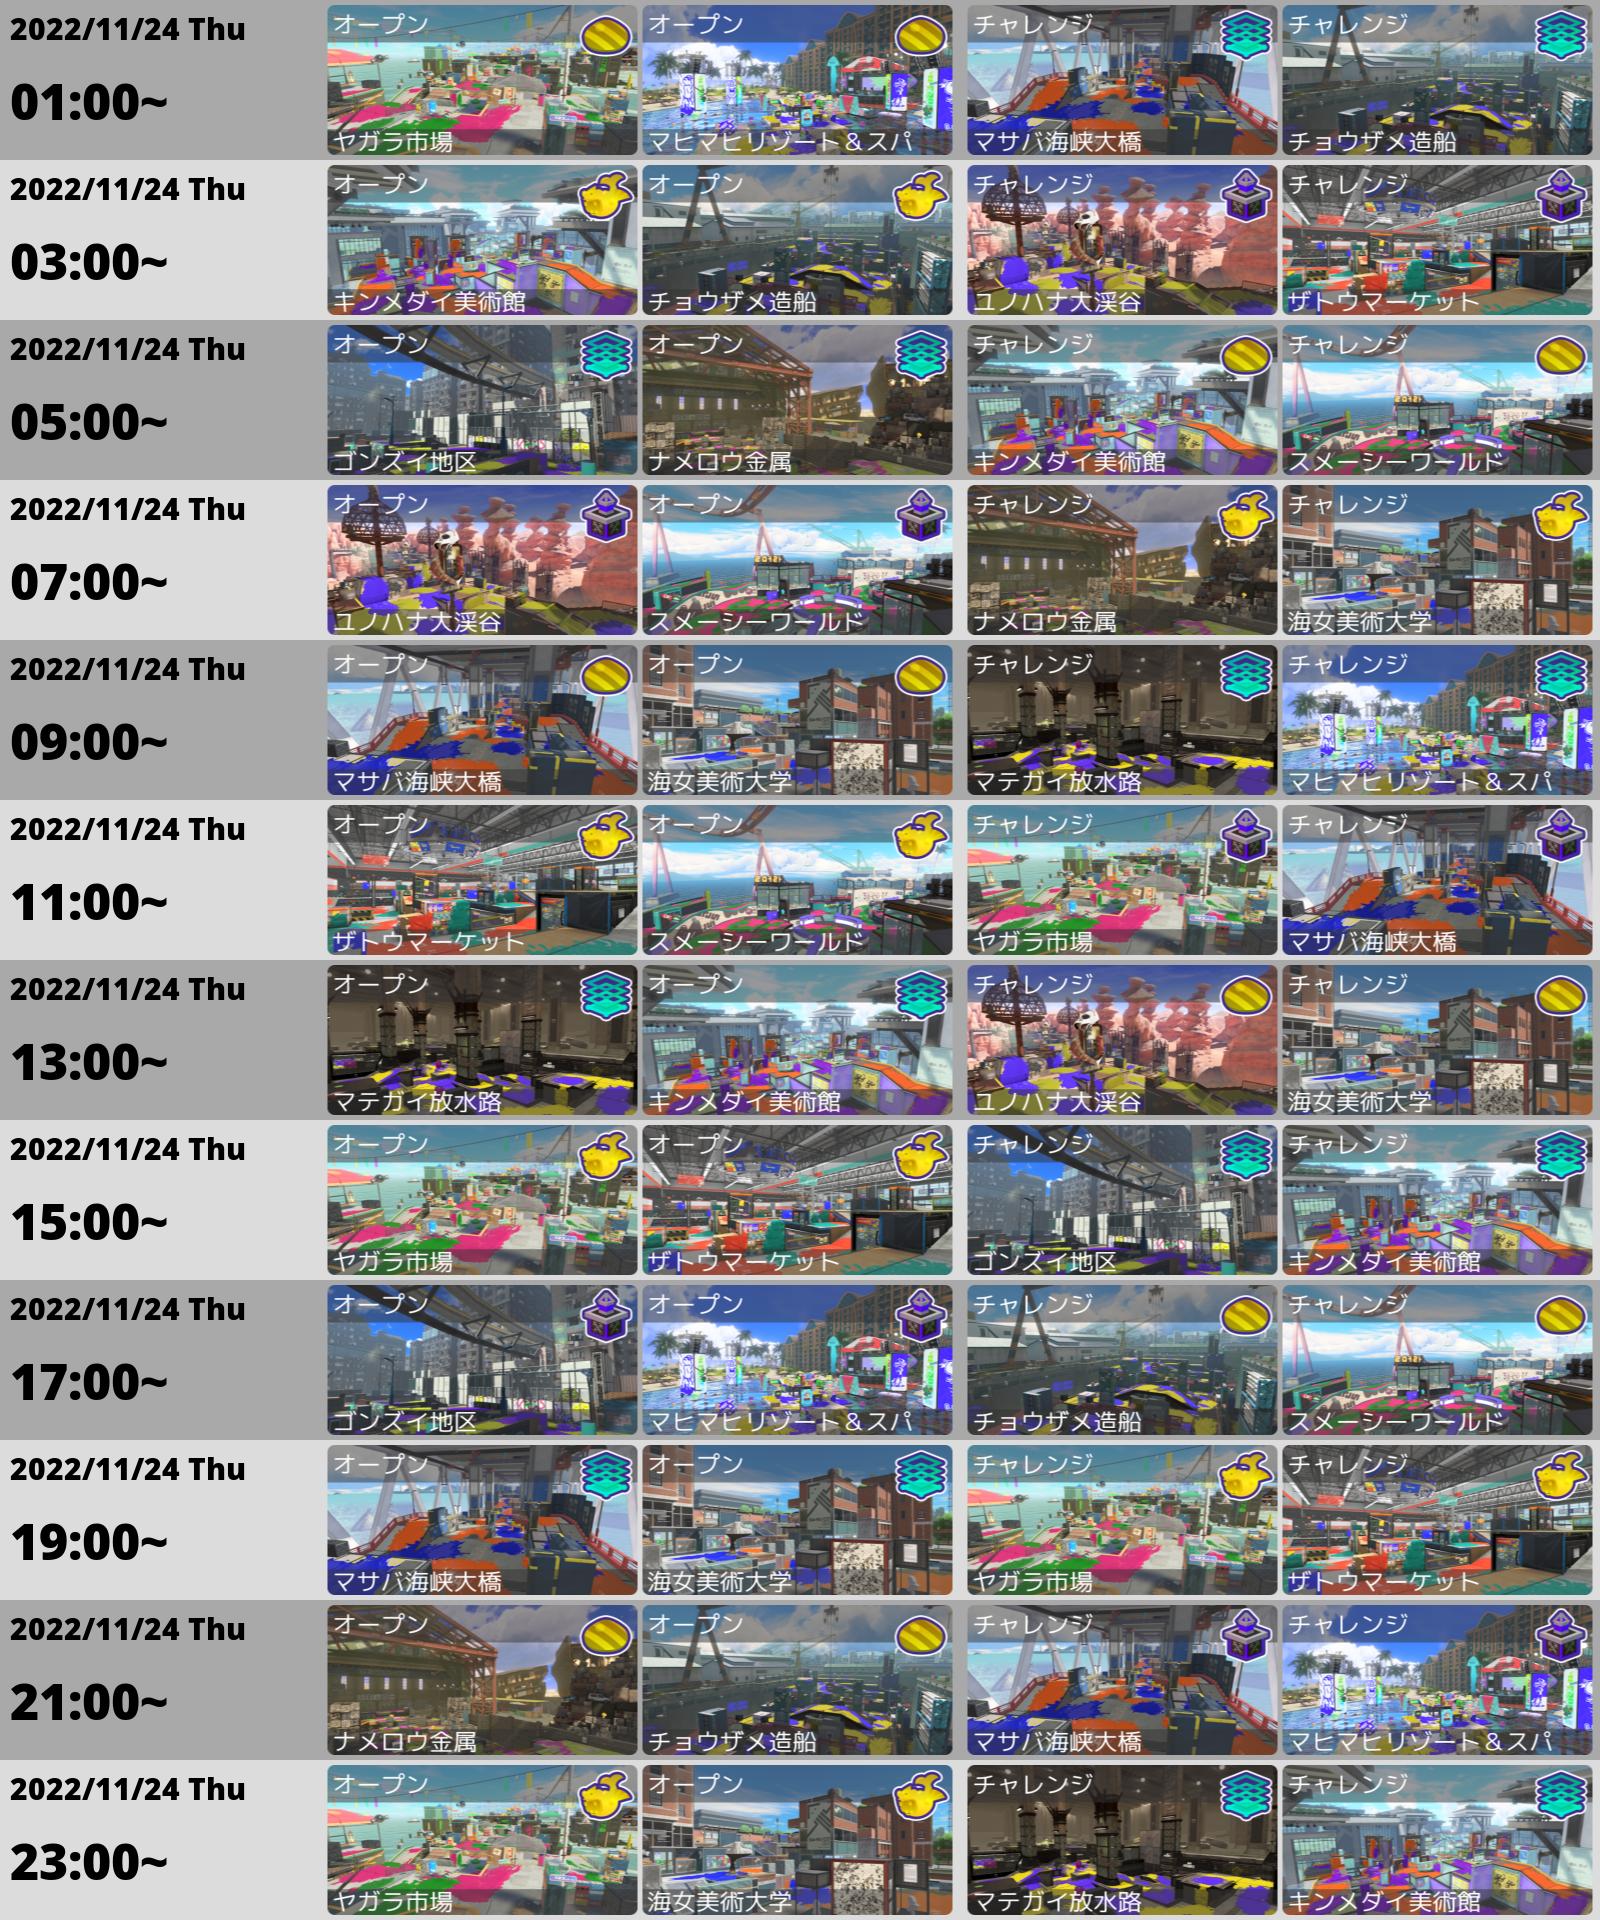 2022/11/24 Thu
01:00~
オープン
ヤガラ市場
オープン
マヒマヒリゾート＆スパ
チャレンジ
マサバ海峡大橋
チャレンジ
チョウザメ造船
2022/11/24 Thu
03:00~
オープン
キンメダイ美術館
オープン
チョウザメ造船
チャレンジ
ユノハナ大渓谷
チャレンジ
ザトウマーケット
2022/11/24 Thu
05:00~
オープン
ゴンズイ地区
オープン
ナメロウ金属
チャレンジ
キンメダイ美術館
チャレンジ
スメーシーワールド
2022/11/24 Thu
07:00~
オープン
ユノハナ大渓谷
オープン
スメーシーワールド
チャレンジ
ナメロウ金属
チャレンジ
海女美術大学
2022/11/24 Thu
09:00~
オープン
マサバ海峡大橋
オープン
海女美術大学
チャレンジ
マテガイ放水路
チャレンジ
マヒマヒリゾート＆スパ
2022/11/24 Thu
11:00~
オープン
ザトウマーケット
オープン
スメーシーワールド
チャレンジ
ヤガラ市場
チャレンジ
マサバ海峡大橋
2022/11/24 Thu
13:00~
オープン
マテガイ放水路
オープン
キンメダイ美術館
チャレンジ
ユノハナ大渓谷
チャレンジ
海女美術大学
2022/11/24 Thu
15:00~
オープン
ヤガラ市場
オープン
ザトウマーケット
チャレンジ
ゴンズイ地区
チャレンジ
キンメダイ美術館
2022/11/24 Thu
17:00~
オープン
ゴンズイ地区
オープン
マヒマヒリゾート＆スパ
チャレンジ
チョウザメ造船
チャレンジ
スメーシーワールド
2022/11/24 Thu
19:00~
オープン
マサバ海峡大橋
オープン
海女美術大学
チャレンジ
ヤガラ市場
チャレンジ
ザトウマーケット
2022/11/24 Thu
21:00~
オープン
ナメロウ金属
オープン
チョウザメ造船
チャレンジ
マサバ海峡大橋
チャレンジ
マヒマヒリゾート＆スパ
2022/11/24 Thu
23:00~
オープン
ヤガラ市場
オープン
海女美術大学
チャレンジ
マテガイ放水路
チャレンジ
キンメダイ美術館